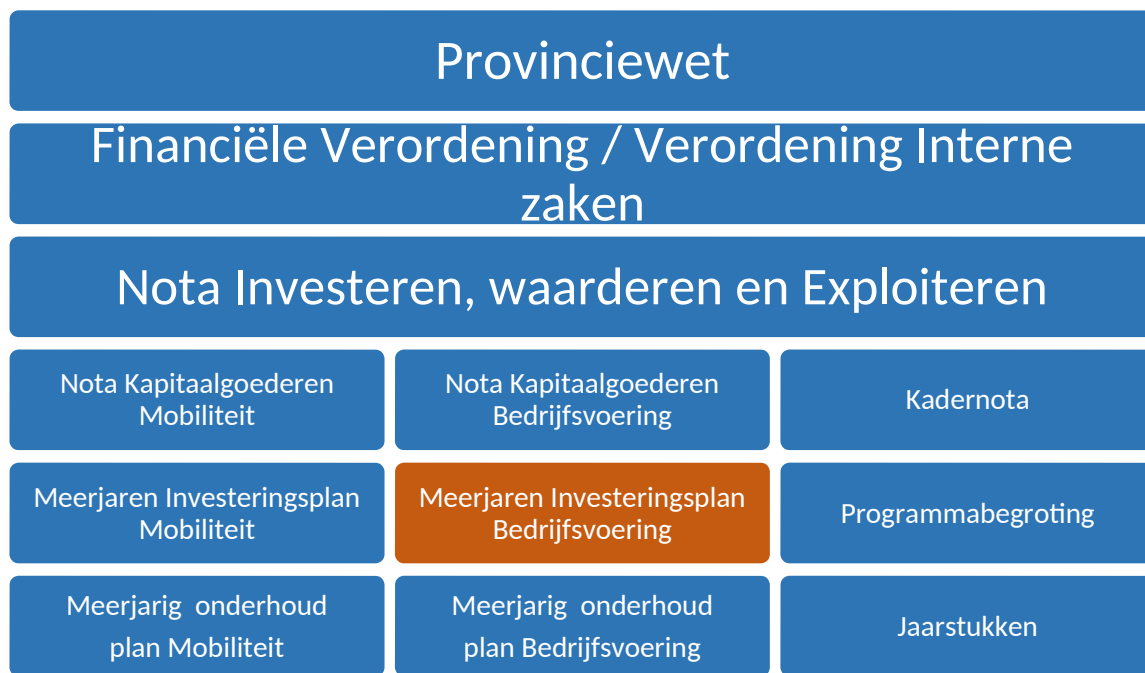 Provinciewet
Financiële Verordening / Verordening Interne
zaken
Nota Investeren, waarderen en Exploiteren
Nota Kapitaalgoederen
Mobiliteit
Nota Kapitaalgoederen
Bedrijfsvoering
Kadernota
Meerjaren Investeringsplan
Mobiliteit
Meerjaren Investeringsplan
Bedrijfsvoering
Programmabegroting
Meerjarig onderhoud
plan Mobiliteit
Meerjarig onderhoud
plan Bedrijfsvoering
Jaarstukken